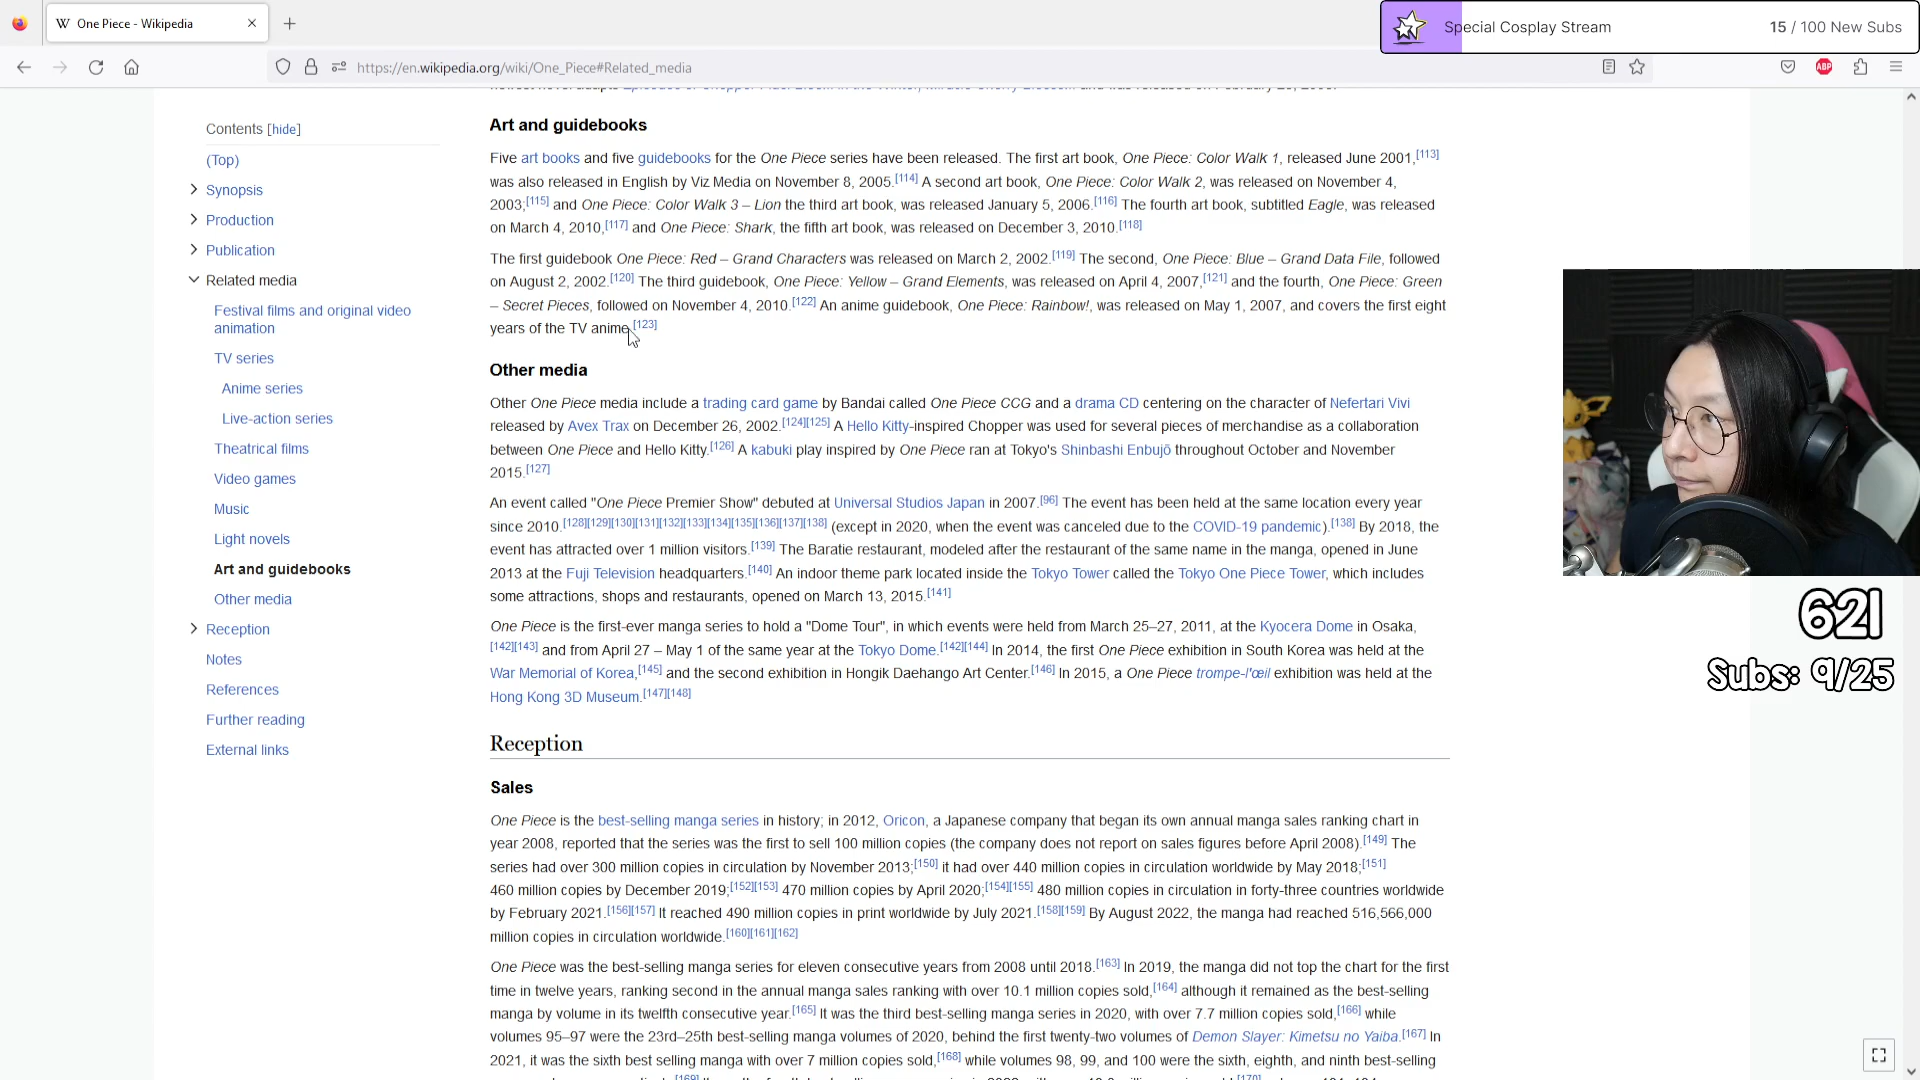 One Piece - Wikipedia
Special Cosplay Stream
15 / 100 New Subs
https://en.wikipedia.org/wiki/One_Piece#Related_media
ABP
Contents [hide]
(Top)
Synopsis
Production
Publication
Related media
Festival films and original video
animation
TV series
Anime series
Live-action series
Theatrical films
Video games
Music
Light novels
Art and guidebooks
Other media
Reception
Notes
References
Further reading
External links
Art and guidebooks
Five art books and five guidebooks for the One Piece series have been released. The first art book, One Piece: Color Walk 1, released June 2001,[113]
was also released in English by Viz Media on November 8, 2005.[114] A second art book, One Piece: Color Walk 2, was released on November 4,
2003;[115] and One Piece: Color Walk 3 – Lion the third art book, was released January 5, 2006.[116] The fourth art book, subtitled Eagle, was released
on March 4, 2010,[117] and One Piece: Shark, the fifth art book, was released on December 3, 2010.[118]
The first guidebook One Piece: Red – Grand Characters was released on March 2, 2002.[119] The second, One Piece: Blue – Grand Data File, followed
on August 2, 2002.[120] The third guidebook, One Piece: Yellow – Grand Elements, was released on April 4, 2007,[121] and the fourth, One Piece: Green
– Secret Pieces, followed on November 4, 2010.[122] An anime guidebook, One Piece: Rainbow!, was released on May 1, 2007, and covers the first eight
years of the TV anime.[123]
Other media
Other One Piece media include a trading card game by Bandai called One Piece CCG and a drama CD centering on the character of Nefertari Vivi
released by Avex Trax on December 26, 2002.[124][125] A Hello Kitty-inspired Chopper was used for several pieces of merchandise as a collaboration
between One Piece and Hello Kitty.[126] A kabuki play inspired by One Piece ran at Tokyo's Shinbashi Enbujō throughout October and November
2015.[127]
An event called "One Piece Premier Show" debuted at Universal Studios Japan in 2007.[96] The event has been held at the same location every year
since 2010.[128][129][130][131][132][133][134][135][136][137][138] (except in 2020, when the event was canceled due to the COVID-19 pandemic).[138] By 2018, the
event has attracted over 1 million visitors.[139] The Baratie restaurant, modeled after the restaurant of the same name in the manga, opened in June
2013 at the Fuji Television headquarters.[140] An indoor theme park located inside the Tokyo Tower called the Tokyo One Piece Tower, which includes
some attractions, shops and restaurants, opened on March 13, 2015.[141]
One Piece is the first-ever manga series to hold a "Dome Tour", in which events were held from March 25–27, 2011, at the Kyocera Dome in Osaka,
[142][143] and from April 27 – May 1 of the same year at the Tokyo Dome.[142][144] In 2014, the first One Piece exhibition in South Korea was held at the
War Memorial of Korea,[145] and the second exhibition in Hongik Daehango Art Center.[146] In 2015, a One Piece trompe-l'œil exhibition was held at the
Hong Kong 3D Museum.[147][148]
Reception
Sales
One Piece is the best-selling manga series in history; in 2012, Oricon, a Japanese company that began its own annual manga sales ranking chart in
year 2008, reported that the series was the first to sell 100 million copies (the company does not report on sales figures before April 2008).[149] The
series had over 300 million copies in circulation by November 2013;[150] it had over 440 million copies in circulation worldwide by May 2018;[151]
460 million copies by December 2019;[152][153] 470 million copies by April 2020;[154][155] 480 million copies in circulation in forty-three countries worldwide
by February 2021.[156][157] It reached 490 million copies in print worldwide by July 2021.[158][159] By August 2022, the manga had reached 516,566,000
million copies in circulation worldwide.[160][161][162]
One Piece was the best-selling manga series for eleven consecutive years from 2008 until 2018.[163] In 2019, the manga did not top the chart for the first
time in twelve years, ranking second in the annual manga sales ranking with over 10.1 million copies sold,[164] although it remained as the best-selling
manga by volume in its twelfth consecutive year.[165] It was the third best-selling manga series in 2020, with over 7.7 million copies sold,[166] while
volumes 95–97 were the 23rd–25th best-selling manga volumes of 2020, behind the first twenty-two volumes of Demon Slayer: Kimetsu no Yaiba.[167] In
2021, it was the sixth best selling manga with over 7 million copies sold,[168] while volumes 98, 99, and 100 were the sixth, eighth, and ninth best-selling
621
Subs: 9/25